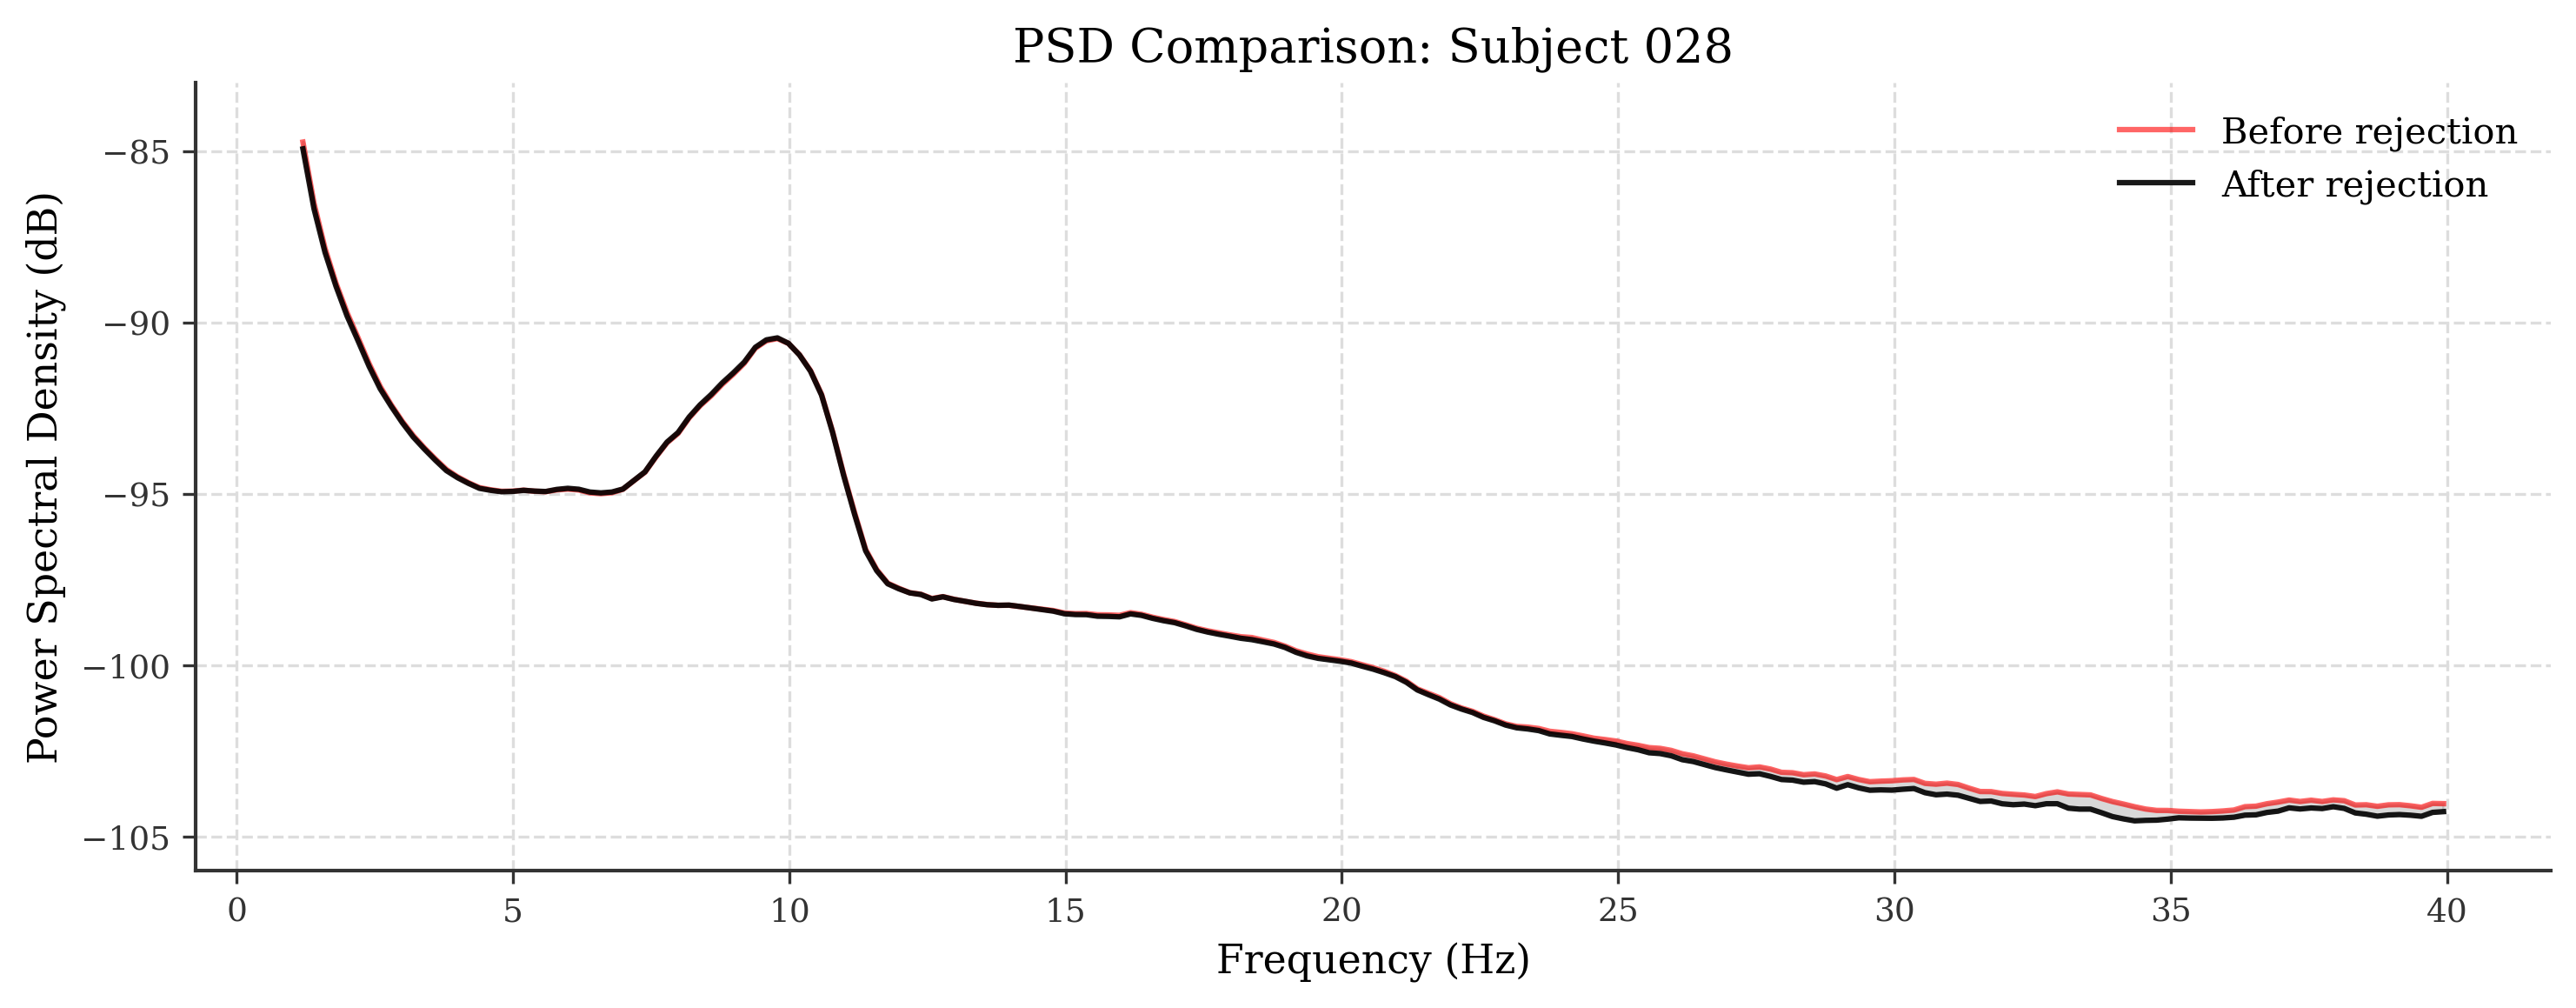 PSD Comparison: Subject 028
Before rejection
After rejection
Power Spectral Density (dB)
−85
−90
−95
−100
−105
0 5 10 15 20 25 30 35 40
Frequency (Hz)